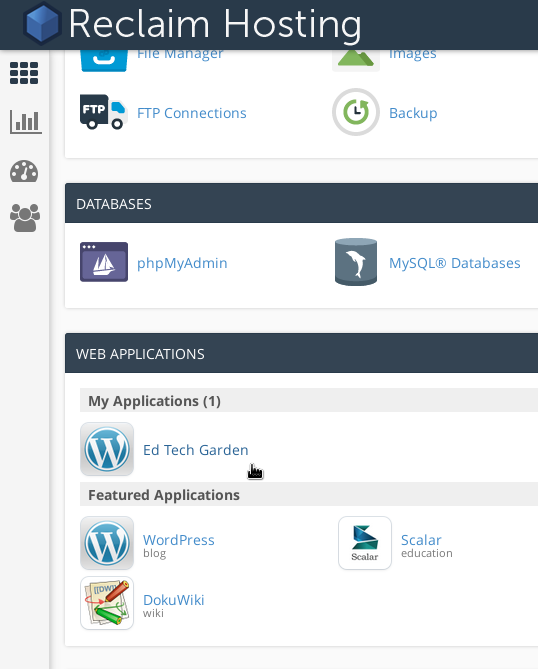 Reclaim Hosting
File Manager
Images
FTP
FTP Connections
Backup
DATABASES
phpMyAdmin
MySQL® Databases
WEB APPLICATIONS
My Applications (1)
Ed Tech Garden
Featured Applications
WordPress
blog
Scalar
Scalar
education
DokuWiki
wiki